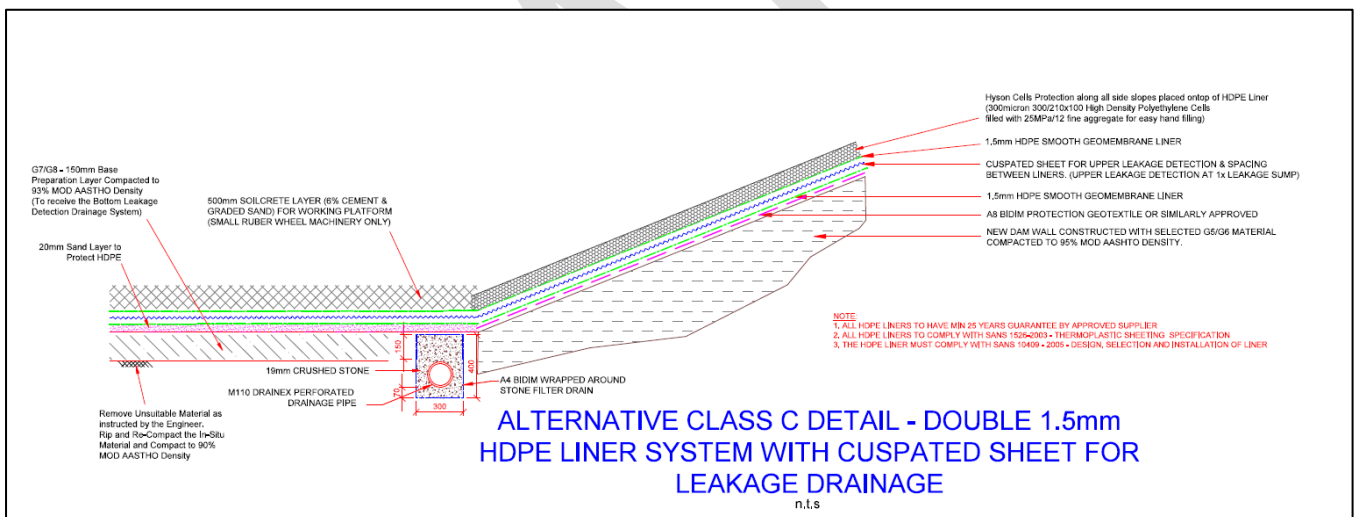 Hyson Cells Protection along all side slopes placed ontop of HDPE Liner
(300micron 300/210x100 High Density Polyethylene Cells
filled with 25MPa/12 fine aggregate for easy hand filling)
1,5mm HDPE SMOOTH GEOMEMBRANE LINER
CUSPATED SHEET FOR UPPER LEAKAGE DETECTION & SPACING
BETWEEN LINERS. (UPPER LEAKAGE DETECTION AT 1x LEAKAGE SUMP)
1,5mm HDPE SMOOTH GEOMEMBRANE LINER
A8 BIDIM PROTECTION GEOTEXTILE OR SIMILARLY APPROVED
NEW DAM WALL CONSTRUCTED WITH SELECTED G5/G6 MATERIAL
COMPACTED TO 95% MOD AASHTO DENSITY.
G7/G8 - 150mm Base
Preparation Layer Compacted to
93% MOD AASTHO Density
(To receive the Bottom Leakage
Detection Drainage System)
500mm SOILCRETE LAYER (6% CEMENT &
GRADED SAND) FOR WORKING PLATFORM
(SMALL RUBER WHEEL MACHINERY ONLY)
20mm Sand Layer to
Protect HDPE
NOTE:
1, ALL HDPE LINERS TO HAVE MIN 25 YEARS GUARANTEE BY APPROVED SUPPLIER
2, ALL HDPE LINERS TO COMPLY WITH SANS 1526-2003 - THERMOPLASTIC SHEETING SPECIFICATION
3, THE HDPE LINER MUST COMPLY WITH SANS 10409 - 2005 - DESIGN, SELECTION AND INSTALLATION OF LINER
150
400
70
300
19mm CRUSHED STONE
M110 DRAINEX PERFORATED
DRAINAGE PIPE
A4 BIDIM WRAPPED AROUND
STONE FILTER DRAIN
Remove Unsuitable Material as
instructed by the Engineer.
Rip and Re-Compact the In-Situ
Material and Compact to 90%
MOD AASTHO Density
ALTERNATIVE CLASS C DETAIL - DOUBLE 1.5mm
HDPE LINER SYSTEM WITH CUSPATED SHEET FOR
LEAKAGE DRAINAGE
n.t.s